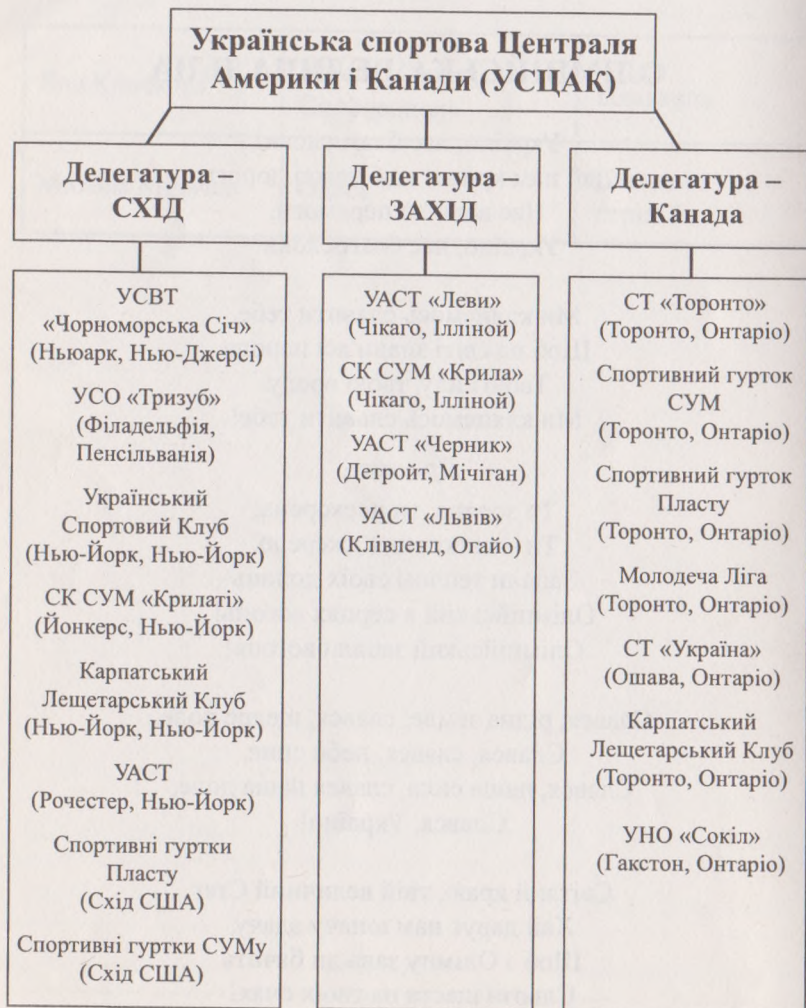 Українська спортова Централя
Америки і Канади (УСЦАК)
Делегатура –
СХІД
УСВТ
«Чорноморська Січ»
(Ньюарк, Нью-Джерсі)
УСО «Тризуб»
(Філадельфія,
Пенсільванія)
Український
Спортовий Клуб
(Нью-Йорк, Нью-Йорк)
СК СУМ «Крилаті»
(Йонкерс, Нью-Йорк)
Карпатський
Лещетарський Клуб
(Нью-Йорк, Нью-Йорк)
УАСТ
(Рочестер, Нью-Йорк)
Спортивні гуртки
Пласту
(Схід США)
Спортивні гуртки СУМу
(Схід США)
Делегатура –
ЗАХІД
УАСТ «Леви»
(Чікаго, Ілліной)
СК СУМ «Крила»
(Чікаго, Ілліной)
УАСТ «Черник»
(Детройт, Мічіган)
УАСТ «Львів»
(Клівленд, Огайо)
Делегатура –
Канада
СТ «Торонто»
(Торонто, Онтаріо)
Спортивний гурток
СУМ
(Торонто, Онтаріо)
Спортивний гурток
Пласту
(Торонто, Онтаріо)
Молодеча Ліга
(Торонто, Онтаріо)
СТ «Україна»
(Ошава, Онтаріо)
Карпатський
Лещетарський Клуб
(Торонто, Онтаріо)
УНО «Сокіл»
(Гакстон, Онтаріо)